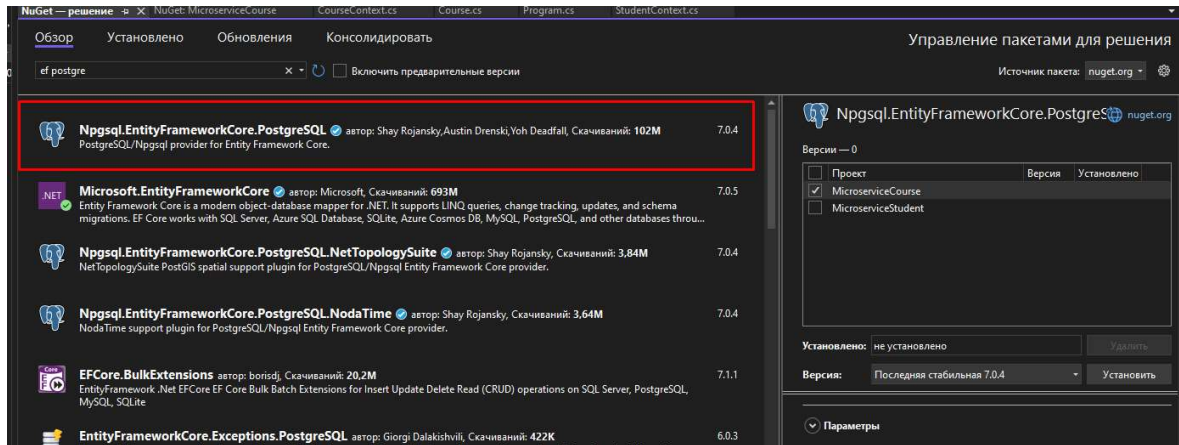 NuGet — решение
NuGet: MicroserviceCourse
CourseContext.cs
Course.cs
Program.cs
StudentContext.cs
Обзор
Установлено
Обновления
Консолидировать
Управление пакетами для решения
ef postgre
Включить предварительные версии
Источник пакета: nuget.org
Npgsql.EntityFrameworkCore.PostgreSQL автор: Shay Rojansky,Austin Drenski,Yoh Deadfall, Скачиваний: 102M 7.0.4
PostgreSQL/Npgsql provider for Entity Framework Core.
.NET
Microsoft.EntityFrameworkCore автор: Microsoft, Скачиваний: 693M 7.0.5
Entity Framework Core is a modern object-database mapper for .NET. It supports LINQ queries, change tracking, updates, and schema
migrations. EF Core works with SQL Server, Azure SQL Database, SQLite, Azure Cosmos DB, MySQL, PostgreSQL, and other databases throu...
Npgsql.EntityFrameworkCore.PostgreSQL.NetTopologySuite автор: Shay Rojansky, Скачиваний: 3,84M 7.0.4
NetTopologySuite PostGIS spatial support plugin for PostgreSQL/Npgsql Entity Framework Core provider.
Npgsql.EntityFrameworkCore.PostgreSQL.NodaTime автор: Shay Rojansky, Скачиваний: 3,64M 7.0.4
NodaTime support plugin for PostgreSQL/Npgsql Entity Framework Core provider.
Core
EFCore.BulkExtensions автор: borisdj, Скачиваний: 20,2M 7.1.1
EntityFramework .Net EFCore EF Core Bulk Batch Extensions for Insert Update Delete Read (CRUD) operations on SQL Server, PostgreSQL,
MySQL, SQLite
EntityFrameworkCore.Exceptions.PostgreSQL автор: Giorgi Dalakishvili, Скачиваний: 422K 6.0.3
Npgsql.EntityFrameworkCore.PostgreS nuget.org
Версии — 0
Проект Версия Установлено
MicroserviceCourse
MicroserviceStudent
Установлено: не установлено Удалить
Версия: Последняя стабильная 7.0.4 Установить
Параметры